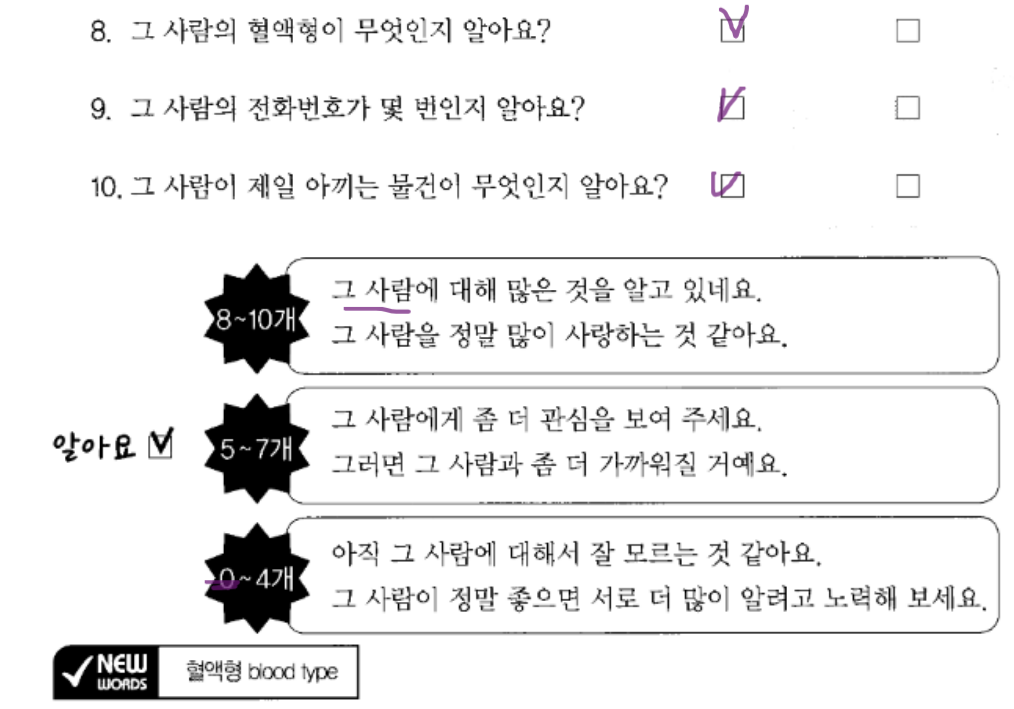 8. 그 사람의 혈액형이 무엇인지 알아요?
9. 그 사람의 전화번호가 몇 번인지 알아요?
10. 그 사람이 제일 아끼는 물건이 무엇인지 알아요?
8~10개
그 사람에 대해 많은 것을 알고 있네요.
그 사람을 정말 많이 사랑하는 것 같아요.
알아요
5~7개
그 사람에게 좀 더 관심을 보여 주세요.
그러면 그 사람과 좀 더 가까워질 거예요.
0~4개
아직 그 사람에 대해서 잘 모르는 것 같아요.
그 사람이 정말 좋으면 서로 더 많이 알려고 노력해 보세요.
NEW
WORDS
혈액형 blood type